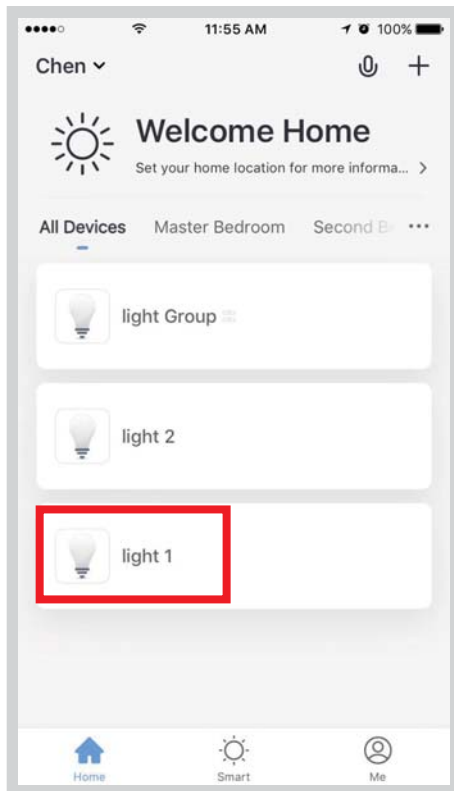 11:55 AM 100%
Chen
Welcome Home
Set your home location for more informa...
All Devices Master Bedroom Second B
light Group
light 2
light 1
Home Smart Me